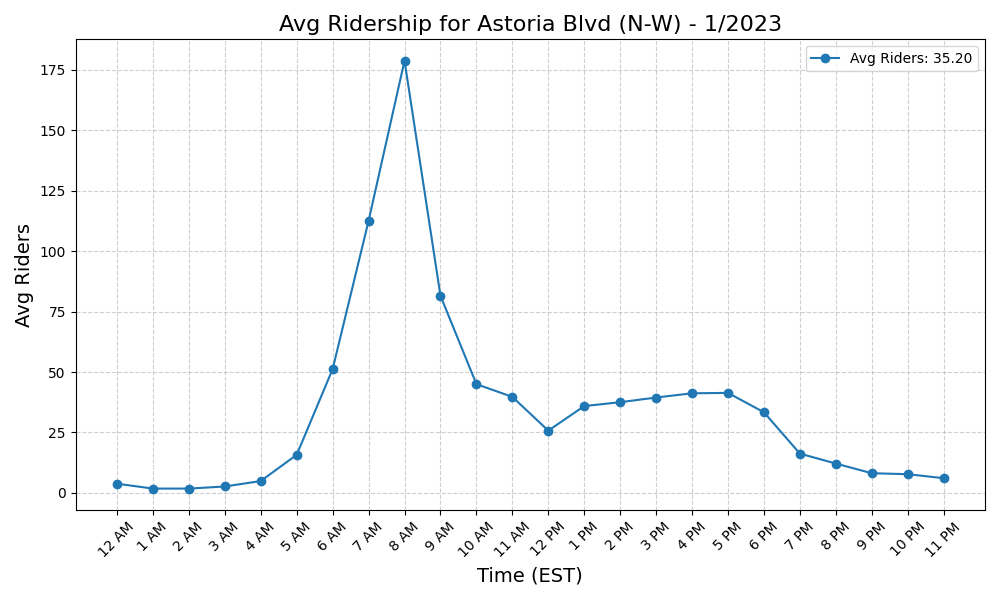 Avg Ridership for Astoria Blvd (N-W) - 1/2023
Avg Riders: 35.20
Avg Riders
175
150
125
100
75
50
25
0
12 AM
1 AM
2 AM
3 AM
4 AM
5 AM
6 AM
7 AM
8 AM
9 AM
10 AM
11 AM
12 PM
1 PM
2 PM
3 PM
4 PM
5 PM
6 PM
7 PM
8 PM
9 PM
10 PM
11 PM
Time (EST)